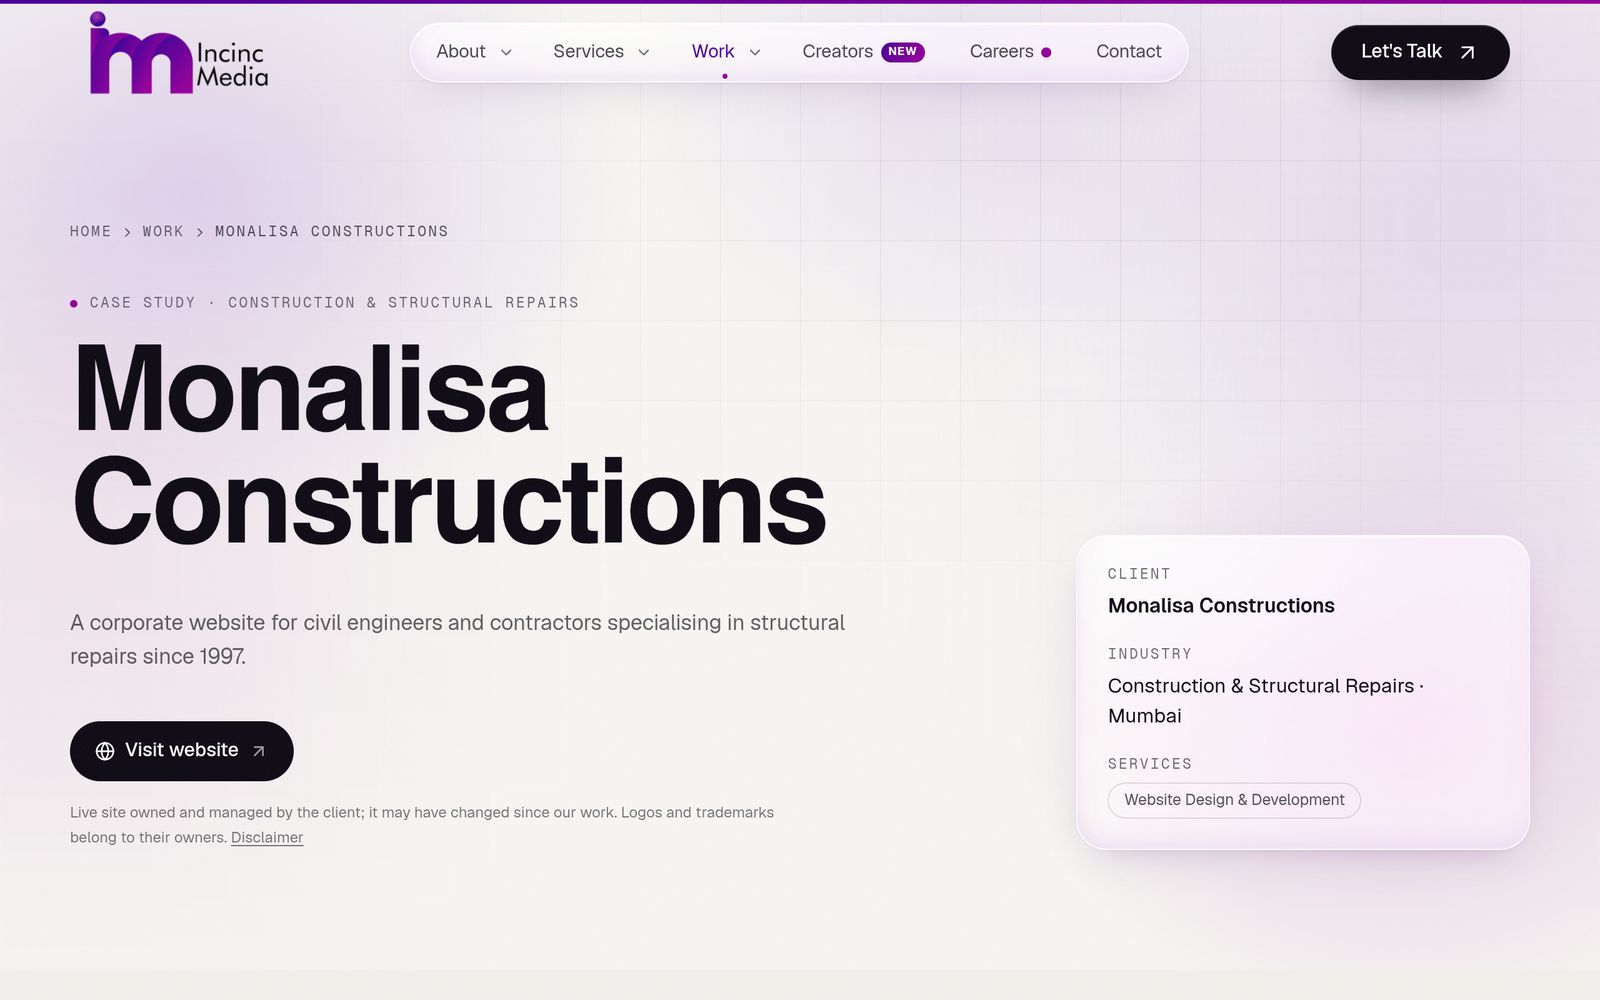 Incinc
Media
About
Services
Work
Creators NEW
Careers
Contact
Let's Talk
HOME > WORK > MONALISA CONSTRUCTIONS
CASE STUDY · CONSTRUCTION & STRUCTURAL REPAIRS
Monalisa
Constructions
A corporate website for civil engineers and contractors specialising in structural
repairs since 1997.
Visit website
Live site owned and managed by the client; it may have changed since our work. Logos and trademarks
belong to their owners. Disclaimer
CLIENT
Monalisa Constructions
INDUSTRY
Construction & Structural Repairs ·
Mumbai
SERVICES
Website Design & Development